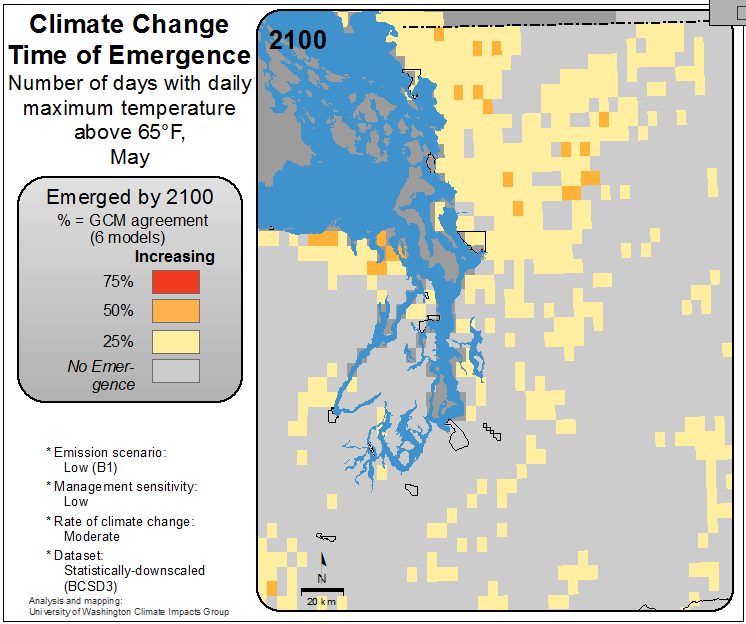 Climate Change
Time of Emergence
Number of days with daily
maximum temperature
above 65°F,
May
Emerged by 2100
% = GCM agreement
(6 models)
Increasing
75%
50%
25%
No Emer-
gence
* Emission scenario:
Low (B1)
* Management sensitivity:
Low
* Rate of climate change:
Moderate
* Dataset:
Statistically-downscaled
(BCSD3)
Analysis and mapping:
University of Washington Climate Impacts Group
2100
N
20 km